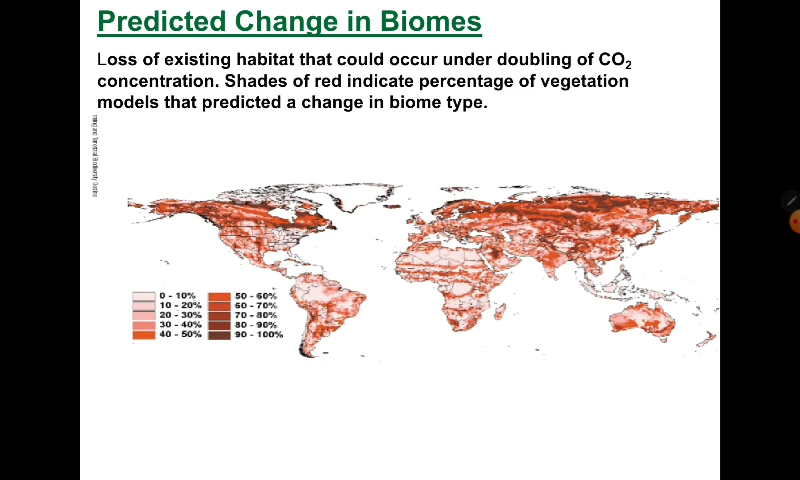 Predicted Change in Biomes
Loss of existing habitat that could occur under doubling of CO₂
concentration. Shades of red indicate percentage of vegetation
models that predicted a change in biome type.
0 - 10%
10 - 20%
20 - 30%
30 - 40%
40 - 50%
50 - 60%
60 - 70%
70 - 80%
80 - 90%
90 - 100%